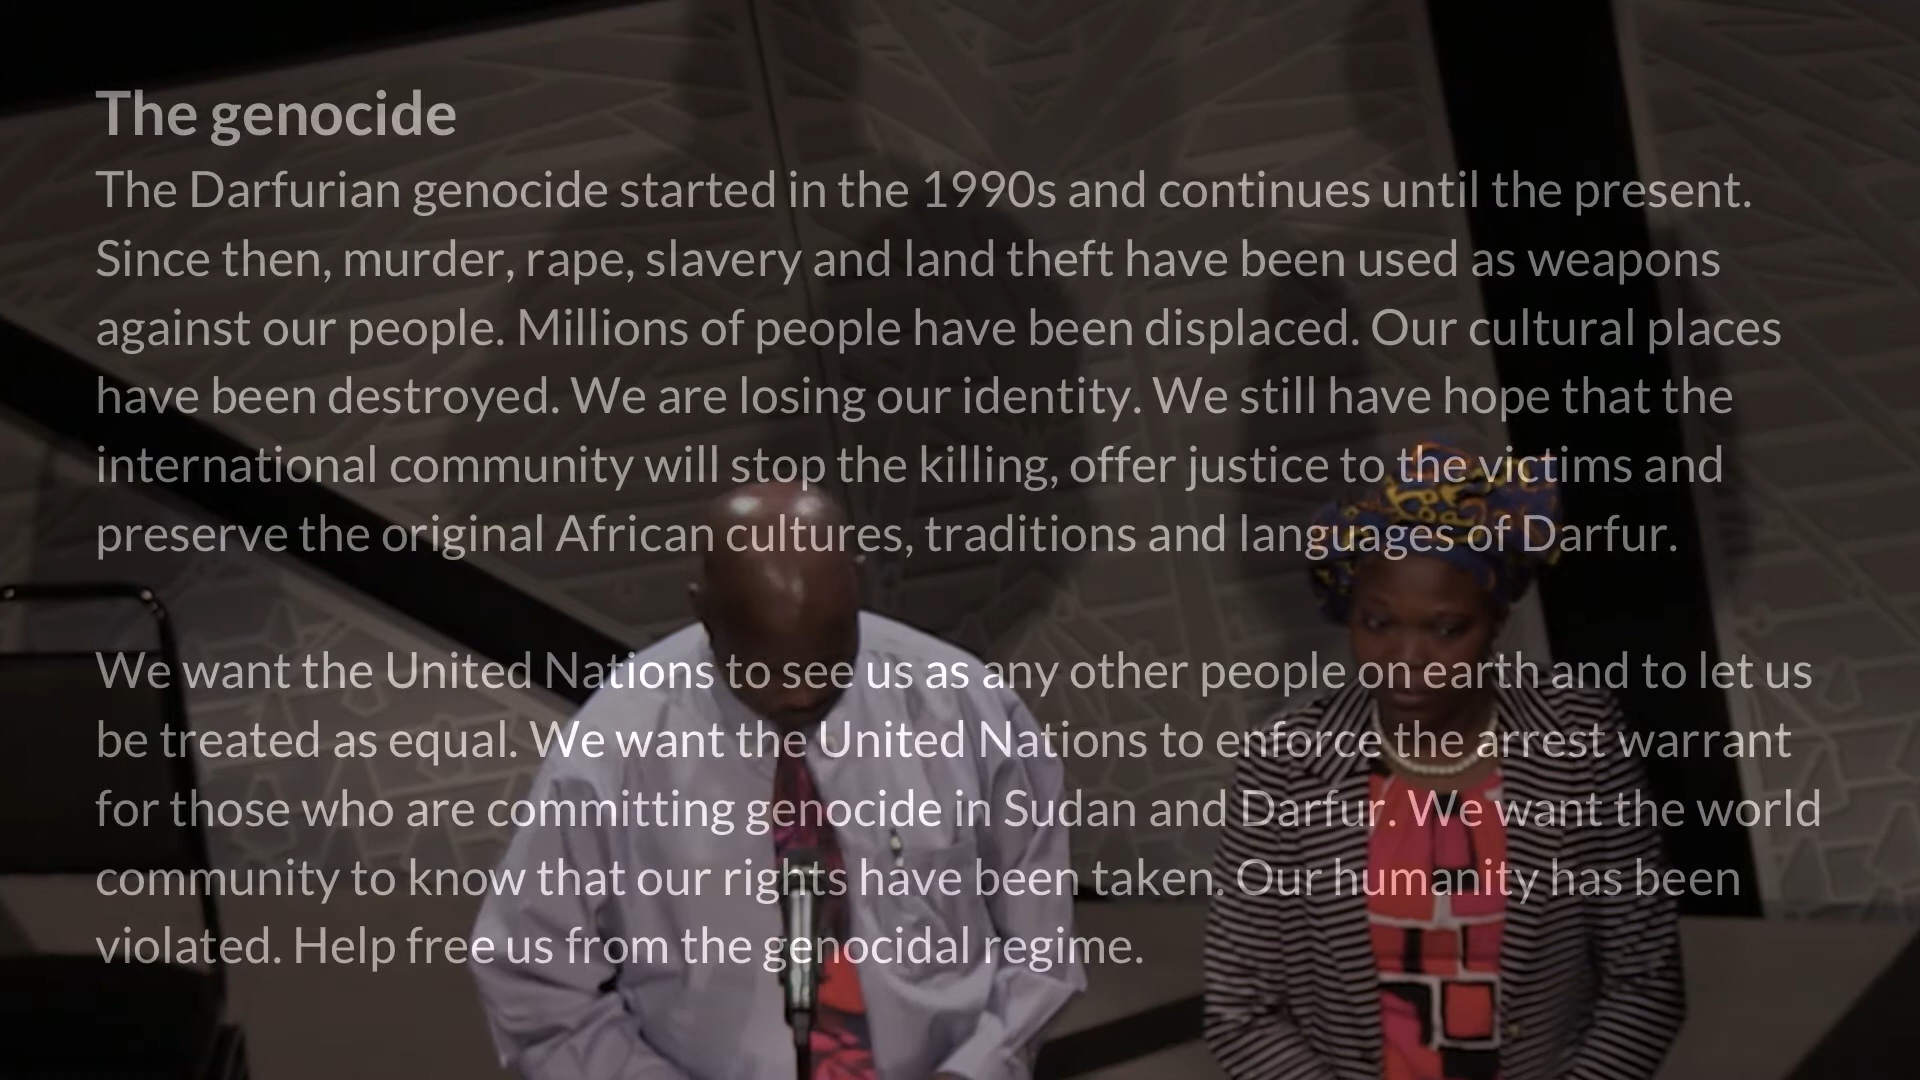 The genocide
The Darfurian genocide started in the 1990s and continues until the present.
Since then, murder, rape, slavery and land theft have been used as weapons
against our people. Millions of people have been displaced. Our cultural places
have been destroyed. We are losing our identity. We still have hope that the
international community will stop the killing, offer justice to the victims and
preserve the original African cultures, traditions and languages of Darfur.
We want the United Nations to see us as any other people on earth and to let us
be treated as equal. We want the United Nations to enforce the arrest warrant
for those who are committing genocide in Sudan and Darfur. We want the world
community to know that our rights have been taken. Our humanity has been
violated. Help free us from the genocidal regime.